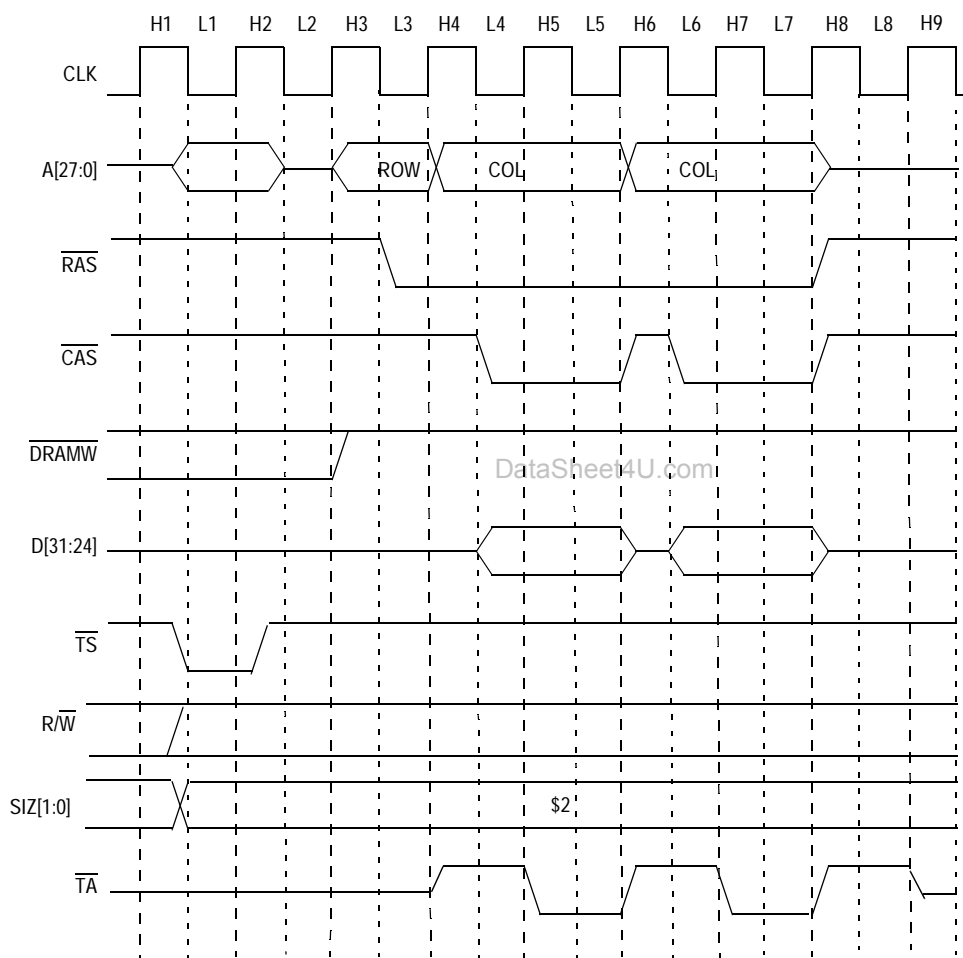 H1 L1 H2 L2 H3 L3 H4 L4 H5 L5 H6 L6 H7 L7 H8 L8 H9
CLK
A[27:0] ROW COL COL
RAS
CAS
DRAMW
DataSheet4U.com
D[31:24]
TS
R/W
SIZ[1:0] $2
TA